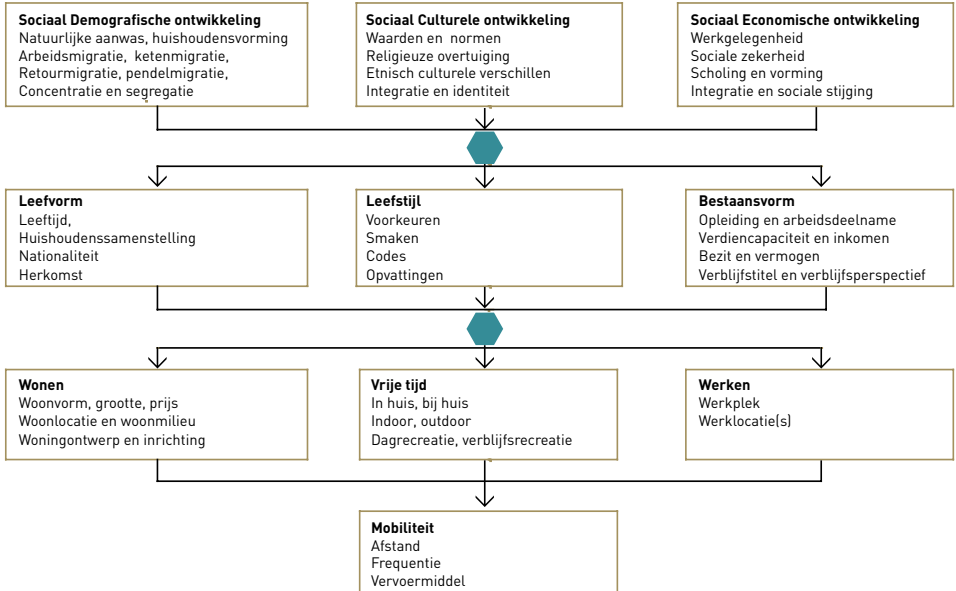 Sociaal Demografische ontwikkeling
Natuurlijke aanwas, huishoudensvorming
Arbeidsmigratie, ketenmigratie,
Retourmigratie, pendelmigratie,
Concentratie en segregatie
Sociaal Culturele ontwikkeling
Waarden en normen
Religieuze overtuiging
Etnisch culturele verschillen
Integratie en identiteit
Sociaal Economische ontwikkeling
Werkgelegenheid
Sociale zekerheid
Scholing en vorming
Integratie en sociale stijging
Leefvorm
Leeftijd,
Huishoudenssamenstelling
Nationaliteit
Herkomst
Leefstijl
Voorkeuren
Smaken
Codes
Opvattingen
Bestaansvorm
Opleiding en arbeidsdeelname
Verdiencapaciteit en inkomen
Bezit en vermogen
Verblijfstitel en verblijfsperspectief
Wonen
Woonvorm, grootte, prijs
Woonlocatie en woonmilieu
Woningontwerp en inrichting
Vrije tijd
In huis, bij huis
Indoor, outdoor
Dagrecreatie, verblijfsrecreatie
Werken
Werkplek
Werklocatie(s)
Mobiliteit
Afstand
Frequentie
Vervoermiddel